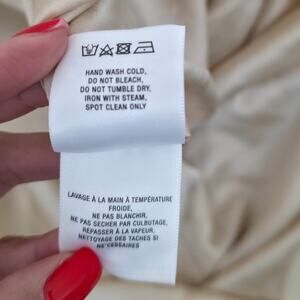 HAND WASH COLD,
DO NOT BLEACH,
DO NOT TUMBLE DRY,
IRON WITH STEAM,
SPOT CLEAN ONLY
LAVAGE À LA MAIN À TEMPÉRATURE
FROIDE,
NE PAS BLANCHIR,
NE PAS SECHER PAR CULBUTAGE,
REPASSER À LA VAPEUR,
NETTOYAGE DES TACHES SI
NÉCESSAIRES